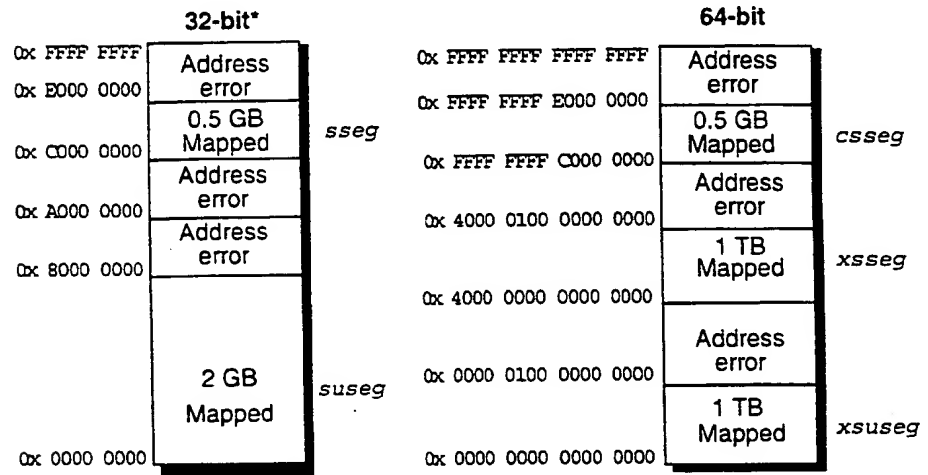 32-bit*
0x FFFF FFFF
Address
error
0x E000 0000
0.5 GB
Mapped
sseg
0x C000 0000
Address
error
0x A000 0000
Address
error
0x 8000 0000
2 GB
Mapped
suseg
0x 0000 0000
64-bit
0x FFFF FFFF FFFF FFFF
Address
error
0x FFFF FFFF E000 0000
0.5 GB
Mapped
csseg
0x FFFF FFFF C000 0000
Address
error
0x 4000 0100 0000 0000
1 TB
Mapped
xsseg
0x 4000 0000 0000 0000
Address
error
0x 0000 0100 0000 0000
1 TB
Mapped
xsuseg
0x 0000 0000 0000 0000